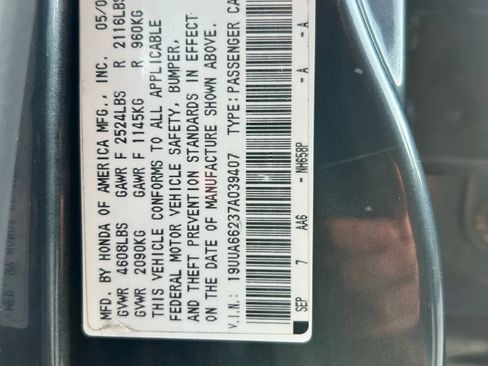 MFD. BY HONDA OF AMERICA MFG., INC. 05/0
GVWR 4608LBS GAWR F 2524LBS R 2116LBS
GVWR 2090KG GAWR F 1145KG R 960KG
THIS VEHICLE CONFORMS TO ALL APPLICABLE
FEDERAL MOTOR VEHICLE SAFETY, BUMPER,
AND THEFT PREVENTION STANDARDS IN EFFECT
ON THE DATE OF MANUFACTURE SHOWN ABOVE.
V.I.N.: 19UUA66237A039407 TYPE: PASSENGER CA
SEP 7 AA6 - NH658P - A - A